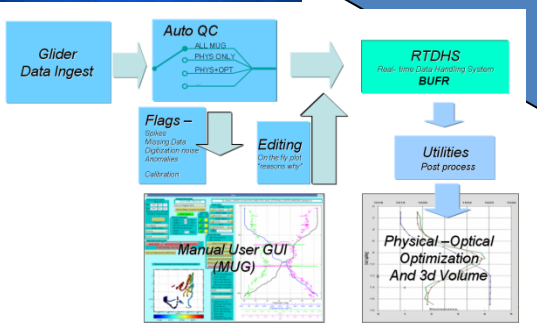 Glider
Data Ingest
Auto QC
ALL MUG
PHYS ONLY
PHYS+OPT
...
RTDHS
Real- time Data Handling System
BUFR
Flags –
Spikes
Missing Data
Digitization noise
Anomalies
Calibration
Editing
On the fly plot
"reasons why"
Utilities
Post process
Manual User GUI
(MUG)
Physical –Optical
Optimization
And 3d Volume